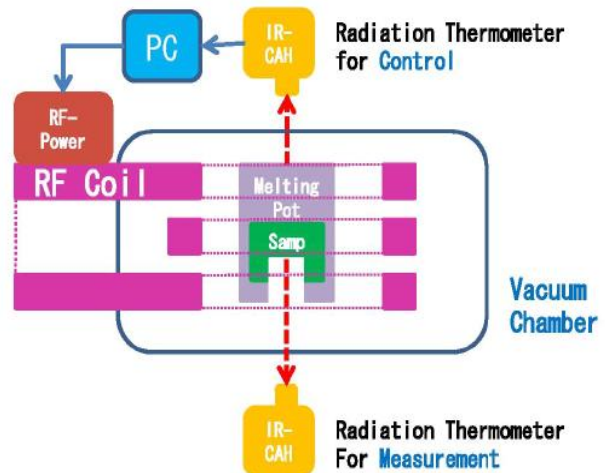 PC
IR-
CAH
Radiation Thermometer
for Control
RF-
Power
RF Coil
Melting
Pot
Samp
Vacuum
Chamber
IR-
CAH
Radiation Thermometer
For Measurement